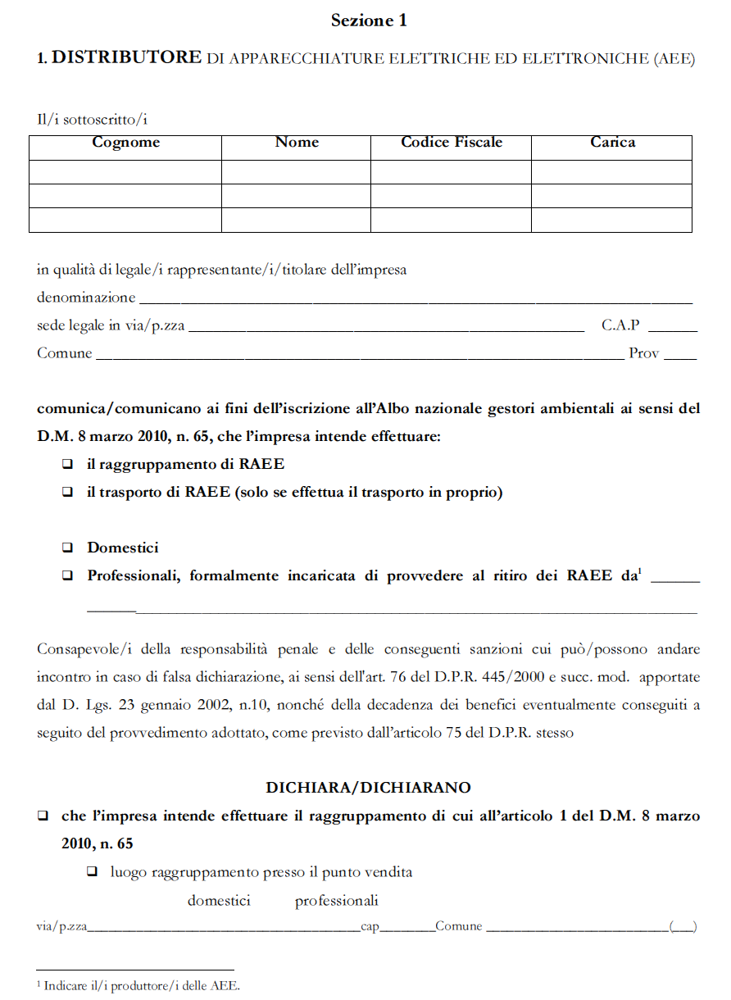 Sezione 1
1. DISTRIBUTORE DI APPARECCHIATURE ELETTRICHE ED ELETTRONICHE (AEE)
Il/i sottoscritto/i
Cognome Nome Codice Fiscale Carica
in qualità di legale/i rappresentante/i/titolare dell'impresa
denominazione ____________________________________________________________________
sede legale in via/p.zza ________________________________________________ C.A.P ______
Comune ________________________________________________________________ Prov ____
comunica/comunicano ai fini dell'iscrizione all'Albo nazionale gestori ambientali ai sensi del
D.M. 8 marzo 2010, n. 65, che l'impresa intende effettuare:
❑ il raggruppamento di RAEE
❑ il trasporto di RAEE (solo se effettua il trasporto in proprio)
❑ Domestici
❑ Professionali, formalmente incaricata di provvedere al ritiro dei RAEE da¹ ______
__________________________________________________________________________
Consapevole/i della responsabilità penale e delle conseguenti sanzioni cui può/possono andare
incontro in caso di falsa dichiarazione, ai sensi dell'art. 76 del D.P.R. 445/2000 e succ. mod. apportate
dal D. Lgs. 23 gennaio 2002, n.10, nonché della decadenza dei benefici eventualmente conseguiti a
seguito del provvedimento adottato, come previsto dall'articolo 75 del D.P.R. stesso
DICHIARA/DICHIARANO
❑ che l'impresa intende effettuare il raggruppamento di cui all'articolo 1 del D.M. 8 marzo
2010, n. 65
❑ luogo raggruppamento presso il punto vendita
domestici professionali
via/p.zza_______________________________________cap________Comune __________________________(___)
¹ Indicare il/i produttore/i delle AEE.